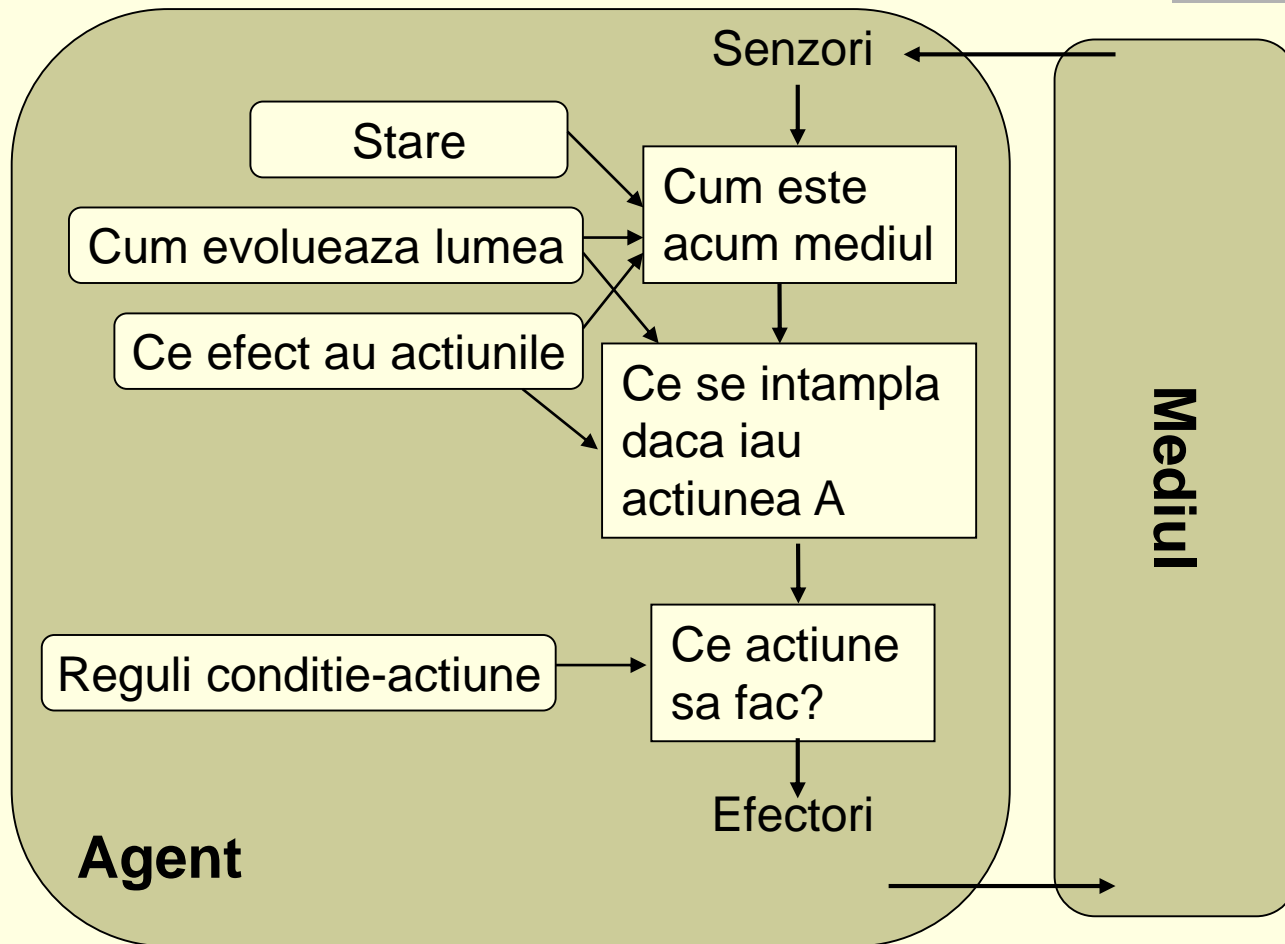 Senzori
Stare
Cum este
acum mediul
Cum evolueaza lumea
Ce efect au actiunile
Ce se intampla
daca iau
actiunea A
Mediul
Reguli conditie-actiune
Ce actiune
sa fac?
Efectori
Agent